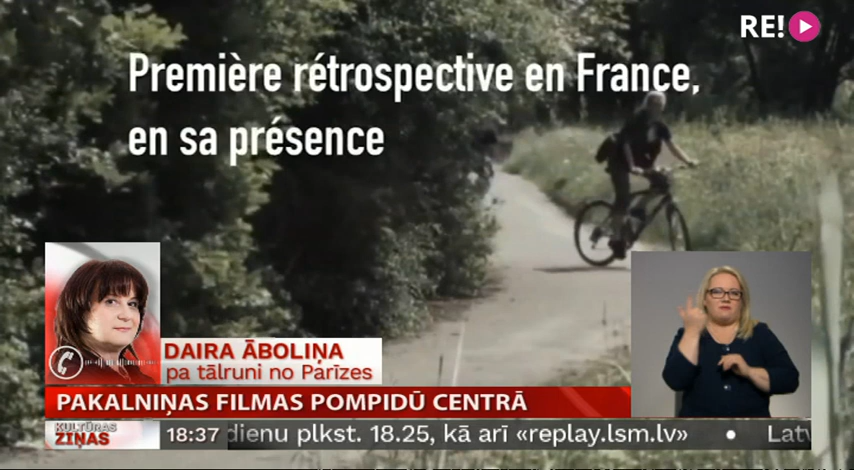 RE!
Première rétrospective en France,
en sa présence
DAIRA ĀBOLIŅA
pa tālruni no Parīzes
PAKALNIŅAS FILMAS POMPIDŪ CENTRĀ
KULTŪRAS
ZIŅAS
18:37 dienu plkst. 18.25, kā arī «replay.lsm.lv» • Latv